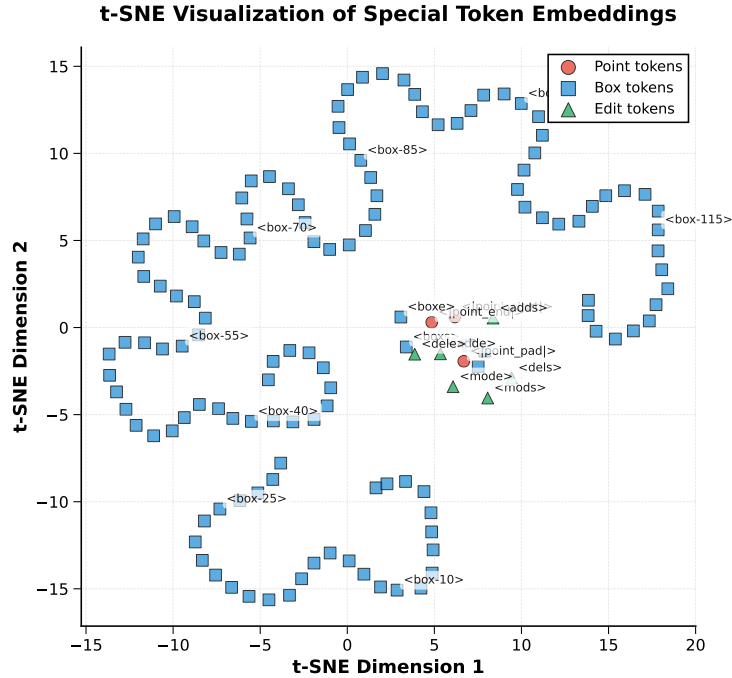 t-SNE Visualization of Special Token Embeddings
Point tokens
Box tokens
Edit tokens
<box-85>
<box-115>
<box-70>
<boxe>
<adds>
<box-55>
<dele>
<|point_pad|>
<dels>
<mode>
<mods>
<box-40>
<box-25>
<box-10>
15
10
5
0
−5
−10
−15
−15
−10
−5
0
5
10
15
20
t-SNE Dimension 1
t-SNE Dimension 2